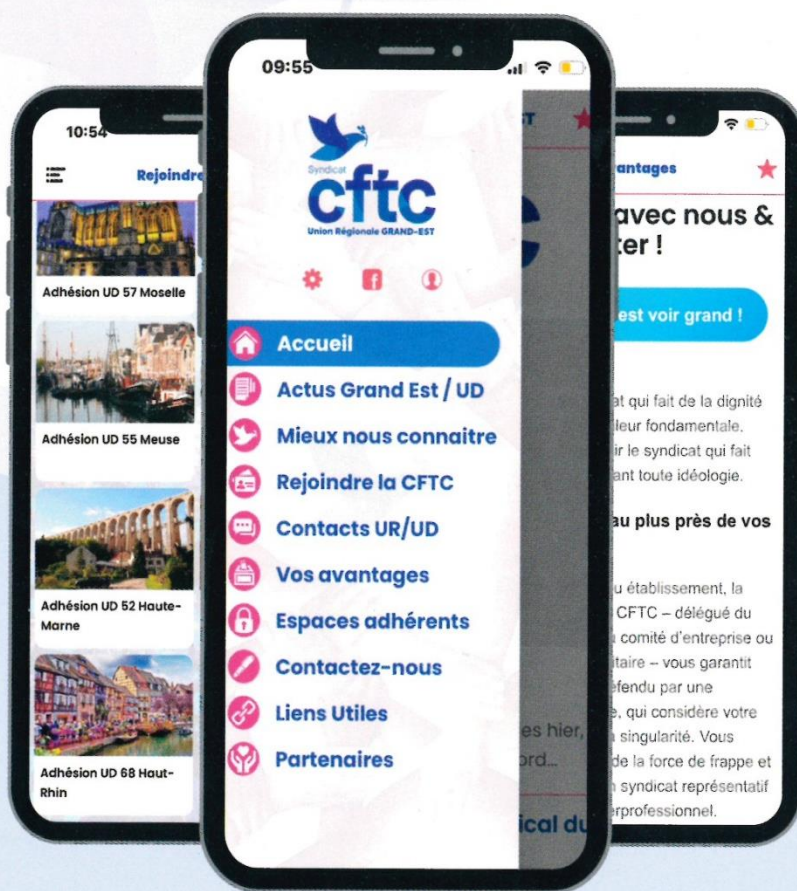 10:54
Rejoindre
Adhésion UD 57 Moselle
Adhésion UD 55 Meuse
Adhésion UD 52 Haute-
Marne
Adhésion UD 68 Haut-
Rhin
09:55
Syndicat
cftc
Union Régionale GRAND-EST
f
Accueil
Actus Grand Est / UD
Mieux nous connaitre
Rejoindre la CFTC
Contacts UR/UD
Vos avantages
Espaces adhérents
Contactez-nous
Liens Utiles
Partenaires
ST
es hier,
ord...
ical du
antages
avec nous &
ter !
est voir grand !
at qui fait de la dignité
leur fondamentale.
ir le syndicat qui fait
ant toute idéologie.
au plus près de vos
u établissement, la
CFTC – délégué du
comité d'entreprise ou
itaire – vous garantit
éfendu par une
e, qui considère votre
singularité. Vous
de la force de frappe et
syndicat représentatif
rprofessionnel.